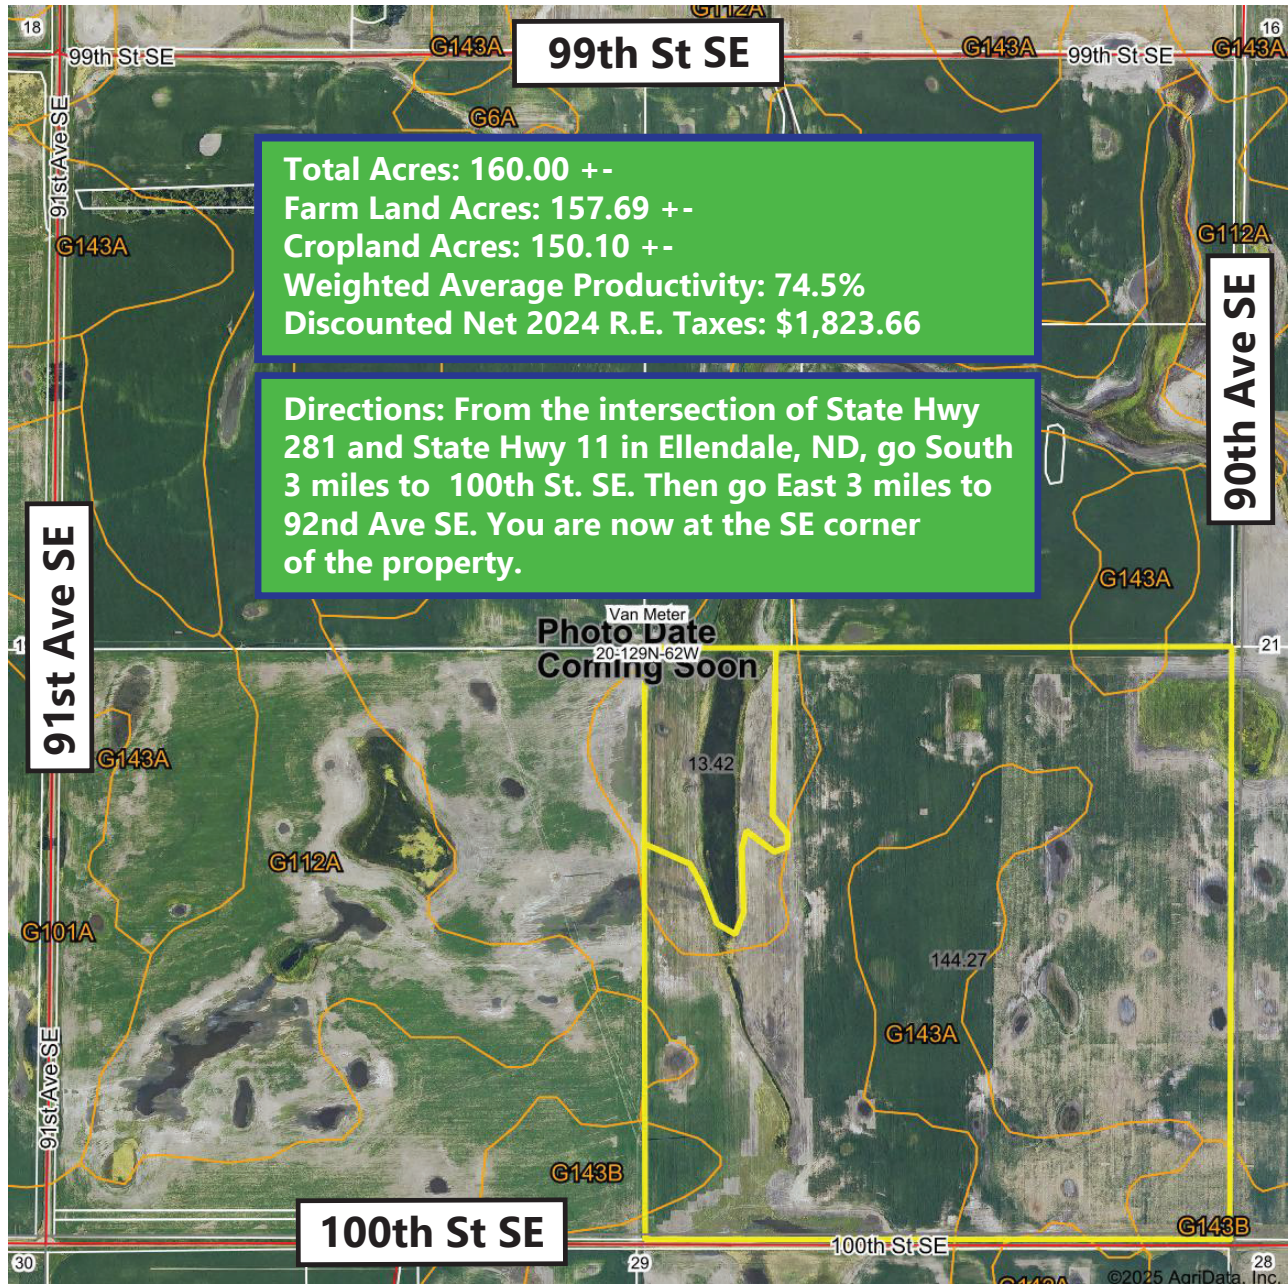 G112A
18
16
99th St SE
G143A
99th St SE
G143A
99th St SE
G143A
G6A
91st Ave SE
Total Acres: 160.00 +-
Farm Land Acres: 157.69 +-
Cropland Acres: 150.10 +-
Weighted Average Productivity: 74.5%
Discounted Net 2024 R.E. Taxes: $1,823.66
G143A
G112A
90th Ave SE
Directions: From the intersection of State Hwy
281 and State Hwy 11 in Ellendale, ND, go South
3 miles to 100th St. SE. Then go East 3 miles to
92nd Ave SE. You are now at the SE corner
of the property.
91st Ave SE
G143A
Van Meter
Photo Date
20-129N-62W
Coming Soon
21
G143A
13.42
G112A
G101A
144.27
G143A
91st Ave SE
G143B
100th St SE
100th St SE
G143B
30
29
28
©2025 AgriData, Inc